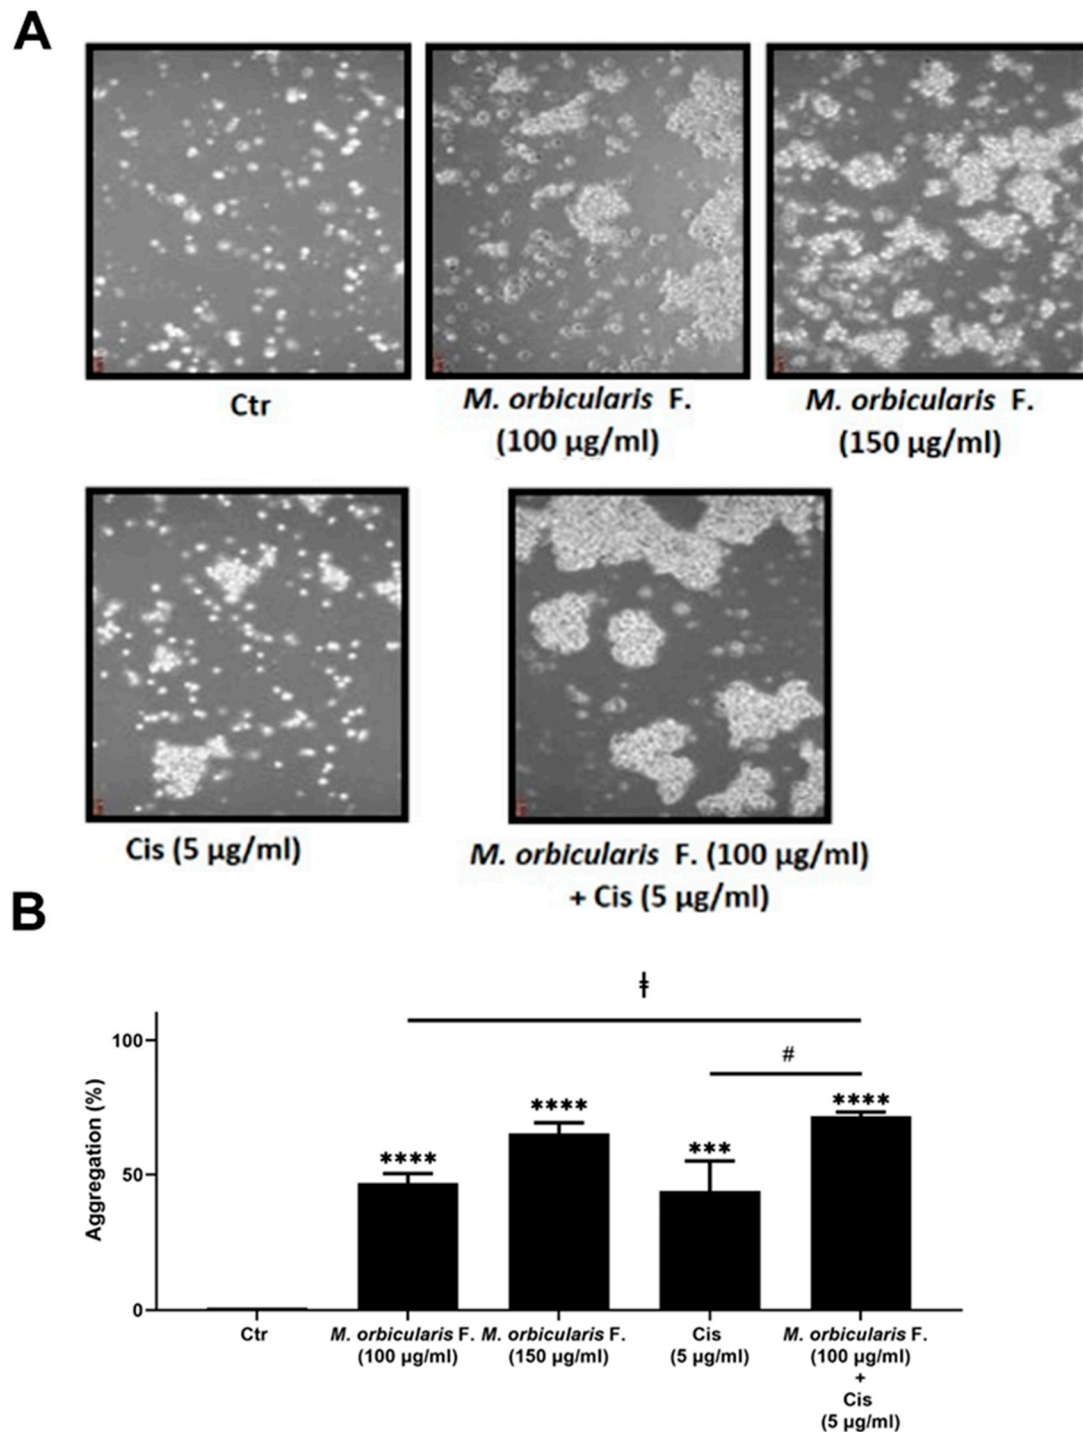 A
Ctr
M. orbicularis F.
(100 µg/ml)
M. orbicularis F.
(150 µg/ml)
Cis (5 µg/ml)
M. orbicularis F. (100 µg/ml)
+ Cis (5 µg/ml)
B
ǂ
#
****
****
***
****
100
50
0
Aggregation (%)
Ctr
M. orbicularis F.
(100 µg/ml)
M. orbicularis F.
(150 µg/ml)
Cis
(5 µg/ml)
M. orbicularis F.
(100 µg/ml)
+
Cis
(5 µg/ml)